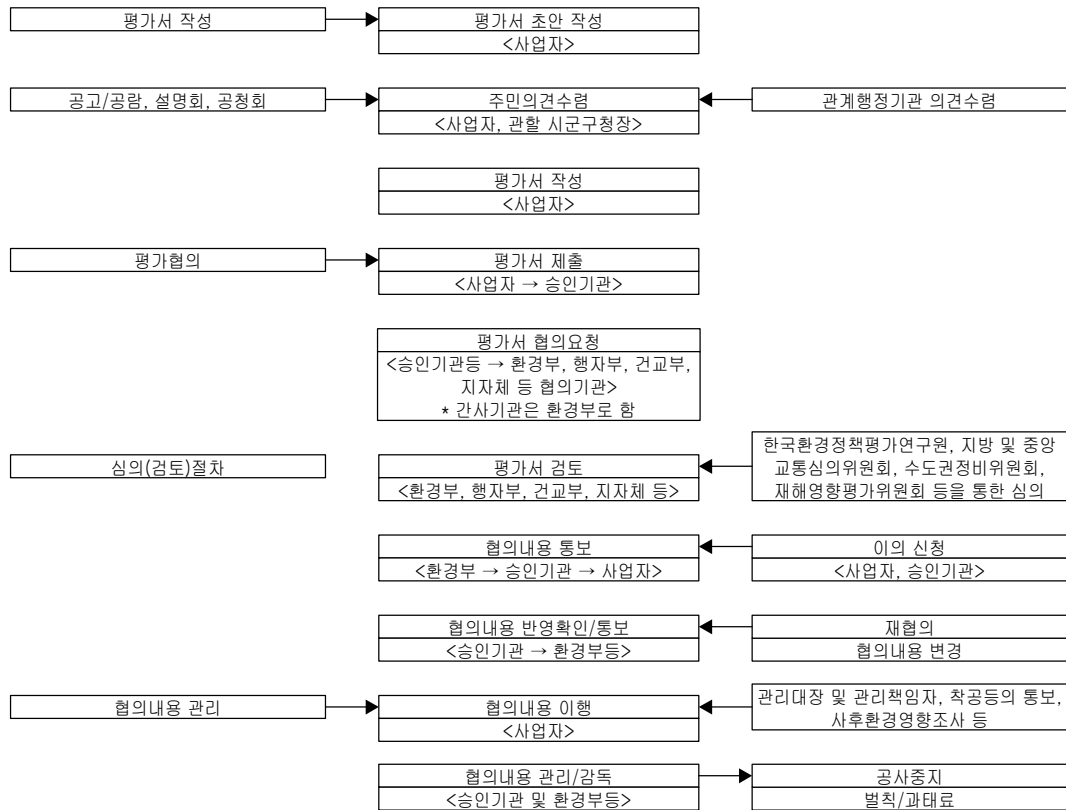 평가서 작성
평가서 초안 작성
<사업자>
공고/공람, 설명회, 공청회
주민의견수렴
관계행정기관 의견수렴
<사업자, 관할 시군구청장>
평가서 작성
<사업자>
평가협의
평가서 제출
<사업자 → 승인기관>
평가서 협의요청
<승인기관등 → 환경부, 행자부, 건교부,
지자체 등 협의기관>
* 간사기관은 환경부로 함
심의(검토)절차
평가서 검토
<환경부, 행자부, 건교부, 지자체 등>
한국환경정책평가연구원, 지방 및 중앙
교통심의위원회, 수도권정비위원회,
재해영향평가위원회 등을 통한 심의
협의내용 통보
<환경부 → 승인기관 → 사업자>
이의 신청
<사업자, 승인기관>
협의내용 반영확인/통보
<승인기관 → 환경부등>
재협의
협의내용 변경
협의내용 관리
협의내용 이행
<사업자>
관리대장 및 관리책임자, 착공등의 통보,
사후환경영향조사 등
협의내용 관리/감독
<승인기관 및 환경부등>
공사중지
벌칙/과태료